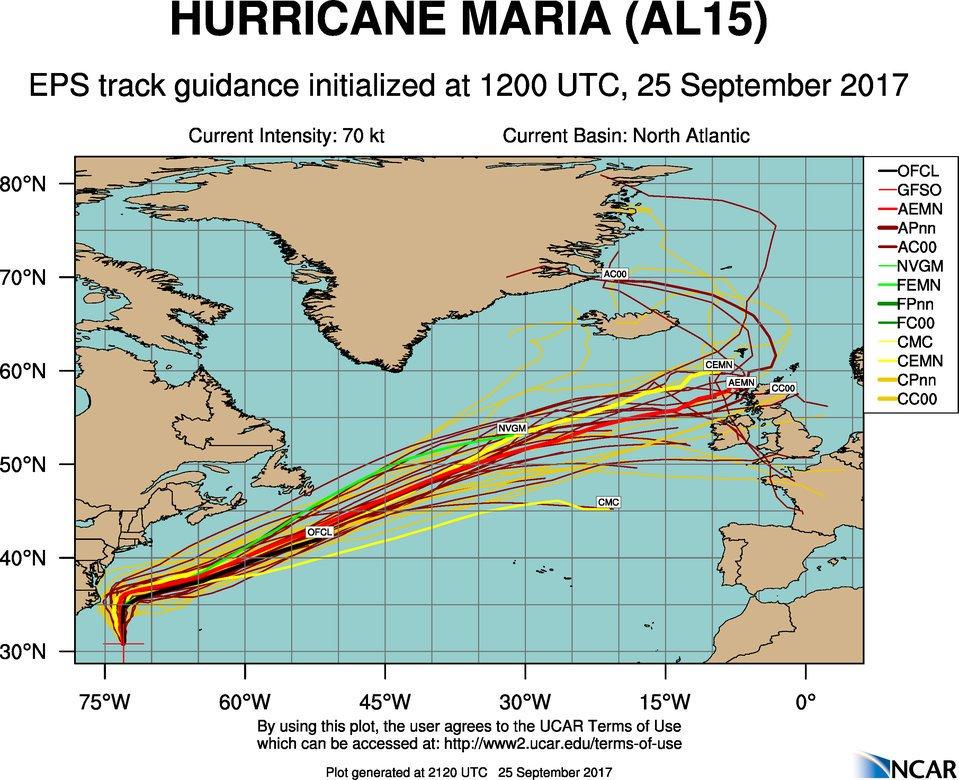 HURRICANE MARIA (AL15)
EPS track guidance initialized at 1200 UTC, 25 September 2017
Current Intensity: 70 kt
Current Basin: North Atlantic
80°N
70°N
60°N
50°N
40°N
30°N
75°W
60°W
45°W
30°W
15°W
0°
AC00
CEMN
AEMN
CC00
NVGM
CMC
OFCL
OFCL
GFSO
AEMN
APnn
AC00
NVGM
FEMN
FPnn
FC00
CMC
CEMN
CPnn
CC00
By using this plot, the user agrees to the UCAR Terms of Use
which can be accessed at: http://www2.ucar.edu/terms-of-use
Plot generated at 2120 UTC 25 September 2017
NCAR